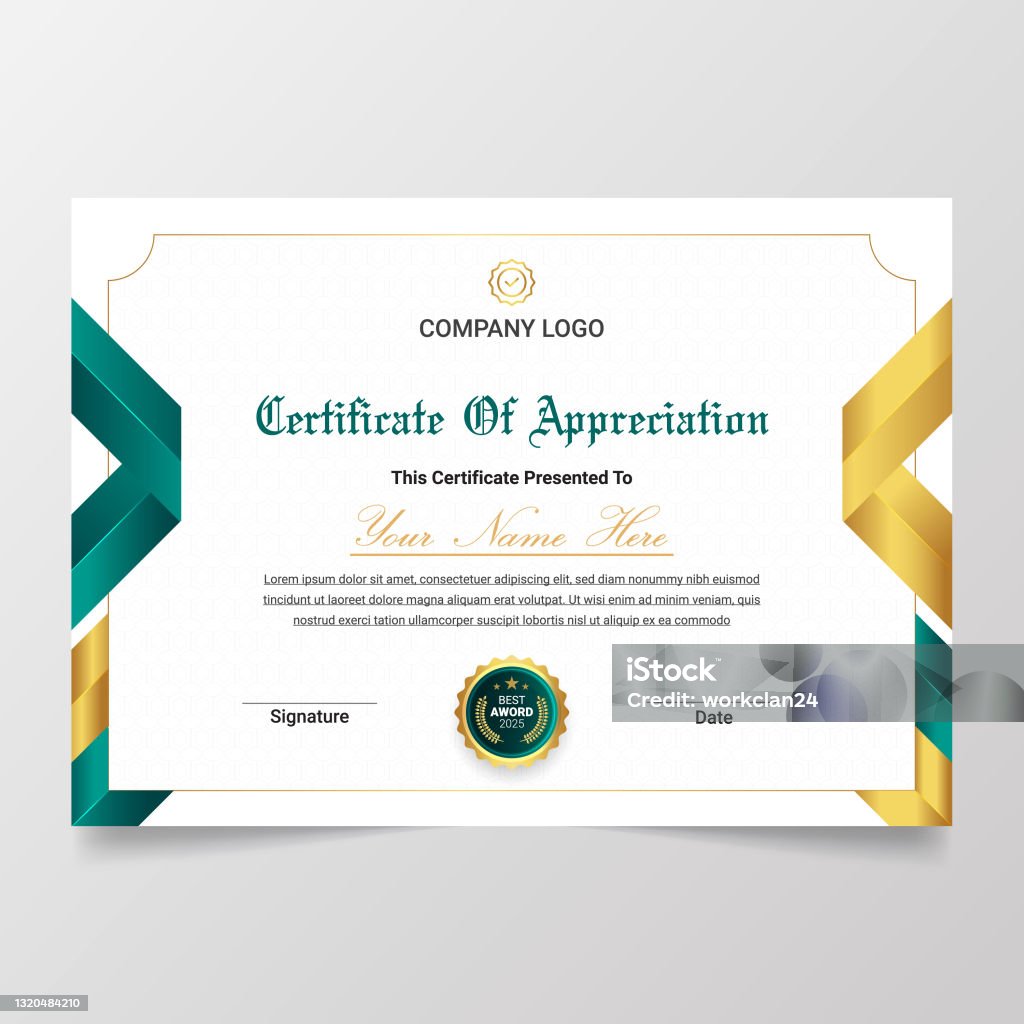 COMPANY LOGO
Certificate Of Appreciation
This Certificate Presented To
Your Name Here
Lorem ipsum dolor sit amet, consectetuer adipiscing elit, sed diam nonummy nibh euismod
tincidunt ut laoreet dolore magna aliquam erat volutpat. Ut wisi enim ad minim veniam, quis
nostrud exerci tation ullamcorper suscipit lobortis nisl ut aliquip ex ea commodo
Signature
BEST
AWORD
2025
iStock™
Credit: workclan24
Date
1320484210